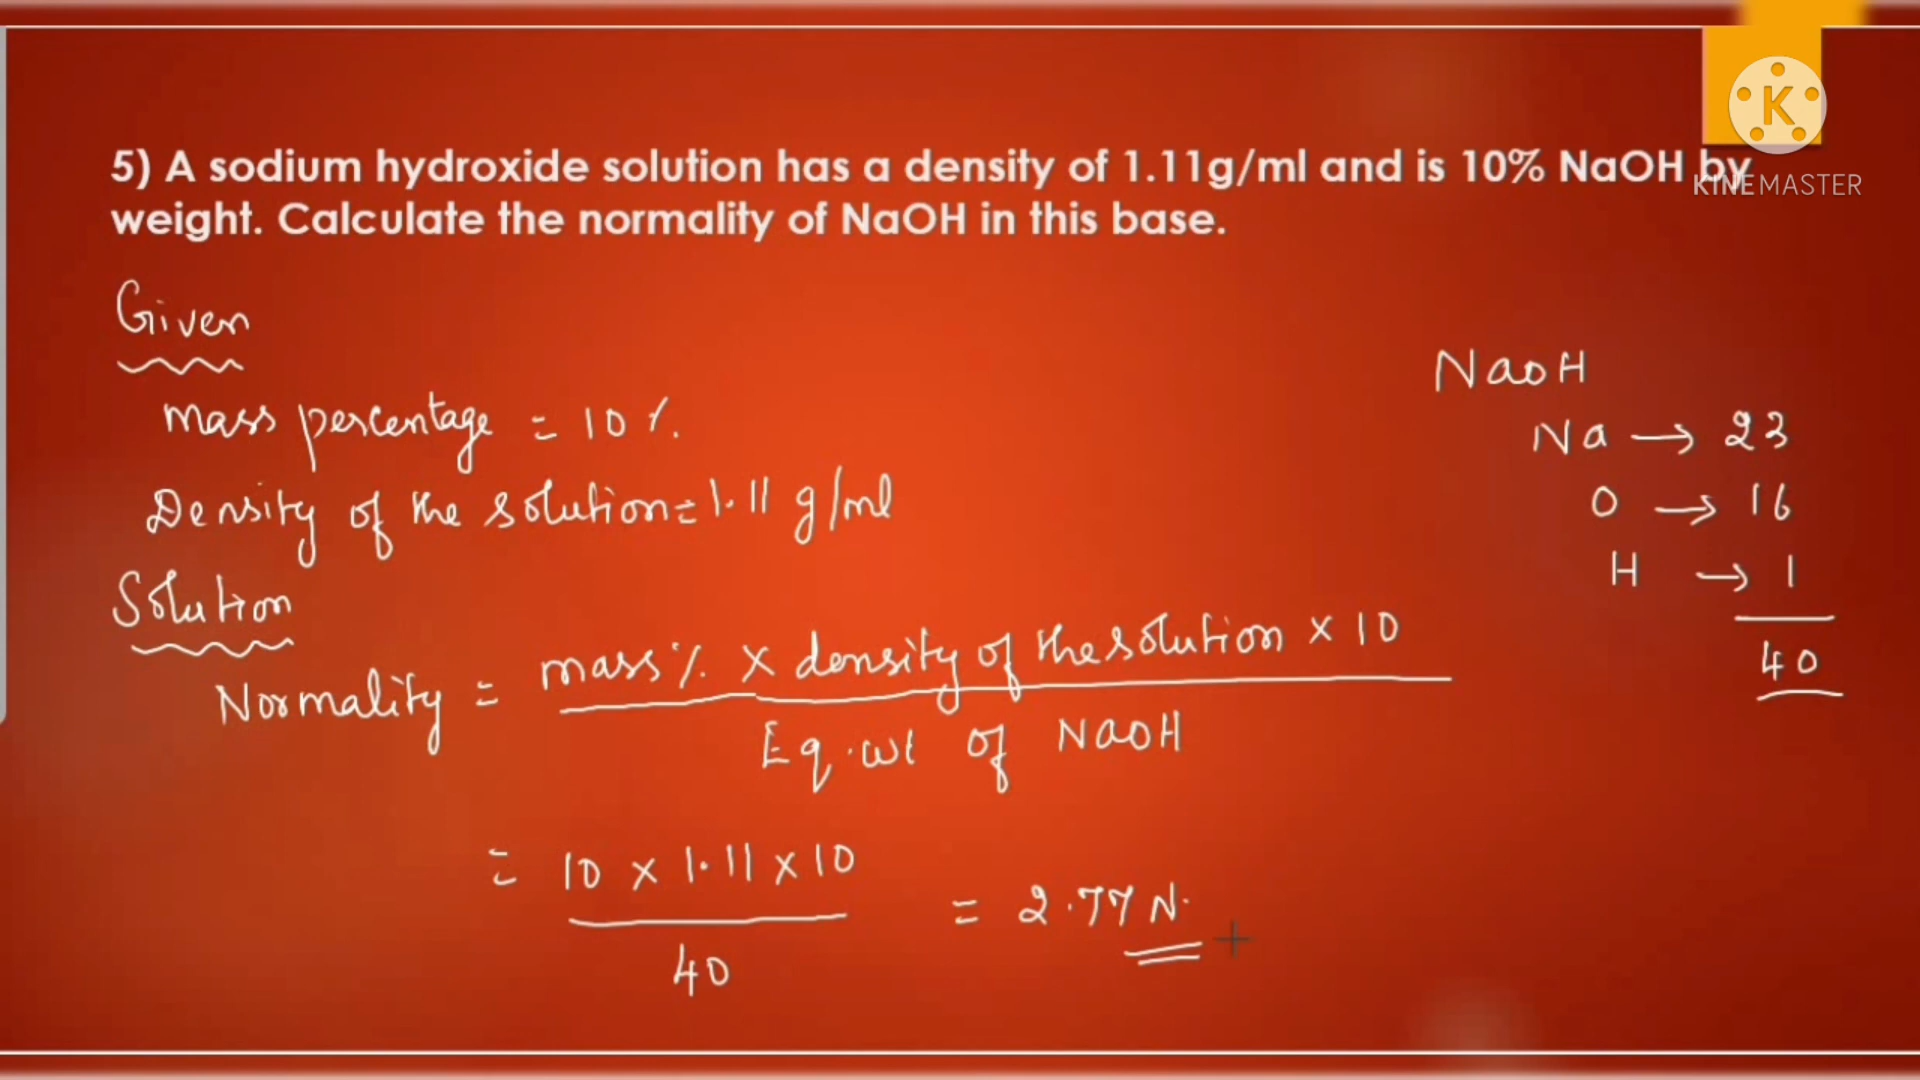 K
KINEMASTER
5) A sodium hydroxide solution has a density of 1.11g/ml and is 10% NaOH by
weight. Calculate the normality of NaOH in this base.
Given
Mass percentage = 10 %.
Density of the solution = 1.11 g/ml
Solution
Normality = mass % × density of the solution × 10
Eq.wt of NaOH
= 10 × 1.11 × 10
40
= 2.77 N.
NaOH
Na → 23
O → 16
H → 1
40